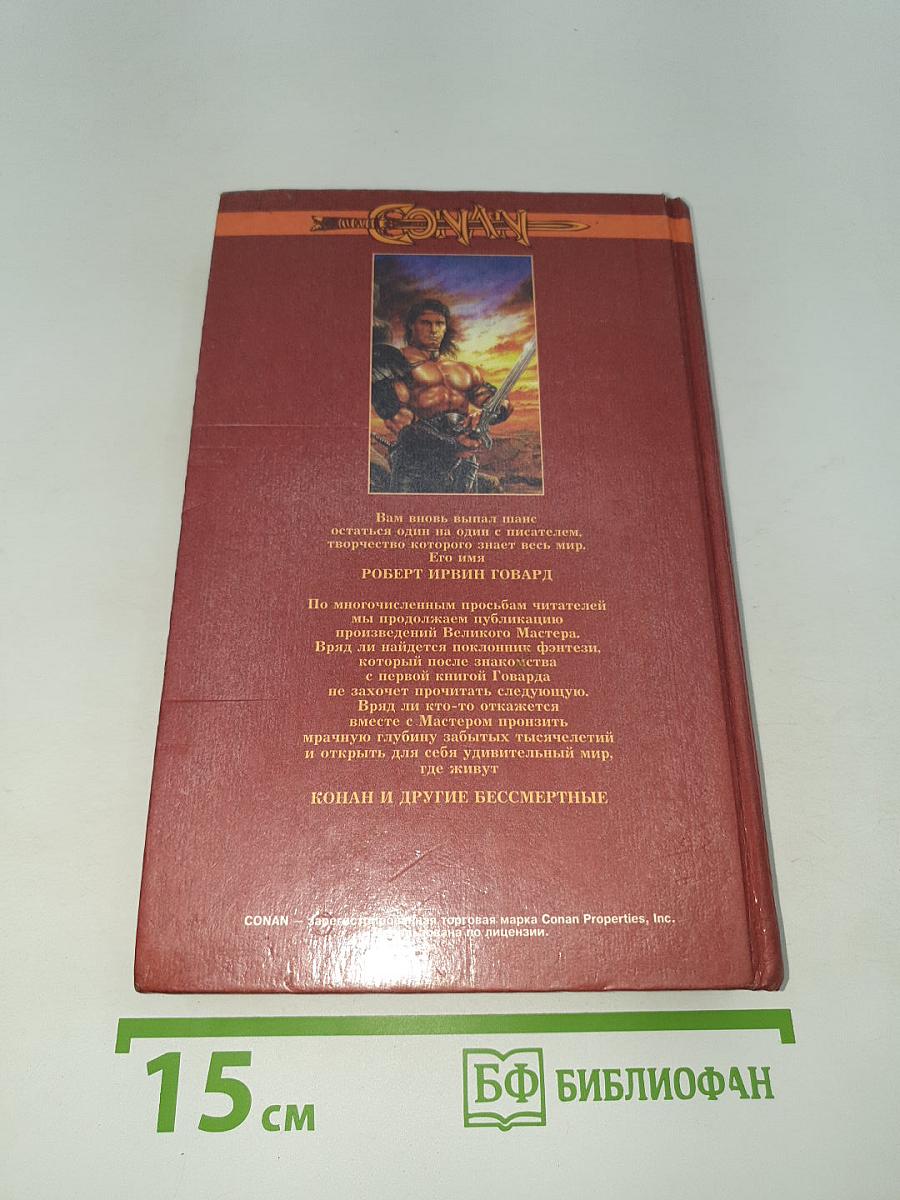 CONAN
Вам вновь выпал шанс
остаться один на один с писателем,
творчество которого знает весь мир.
Его имя
РОБЕРТ ИРВИН ГОВАРД
По многочисленным просьбам читателей
мы продолжаем публикацию
произведений Великого Мастера.
Вряд ли найдется поклонник фэнтези,
который после знакомства
с первой книгой Говарда
не захочет прочитать следующую.
Вряд ли кто-то откажется
вместе с Мастером пронзить
мрачную глубину забытых тысячелетий
и открыть для себя удивительный мир,
где живут
КОНАН И ДРУГИЕ БЕССМЕРТНЫЕ
CONAN — зарегистрированная торговая марка Conan Properties, Inc.
по лицензии.
15 см
БФ БИБЛИОФАН